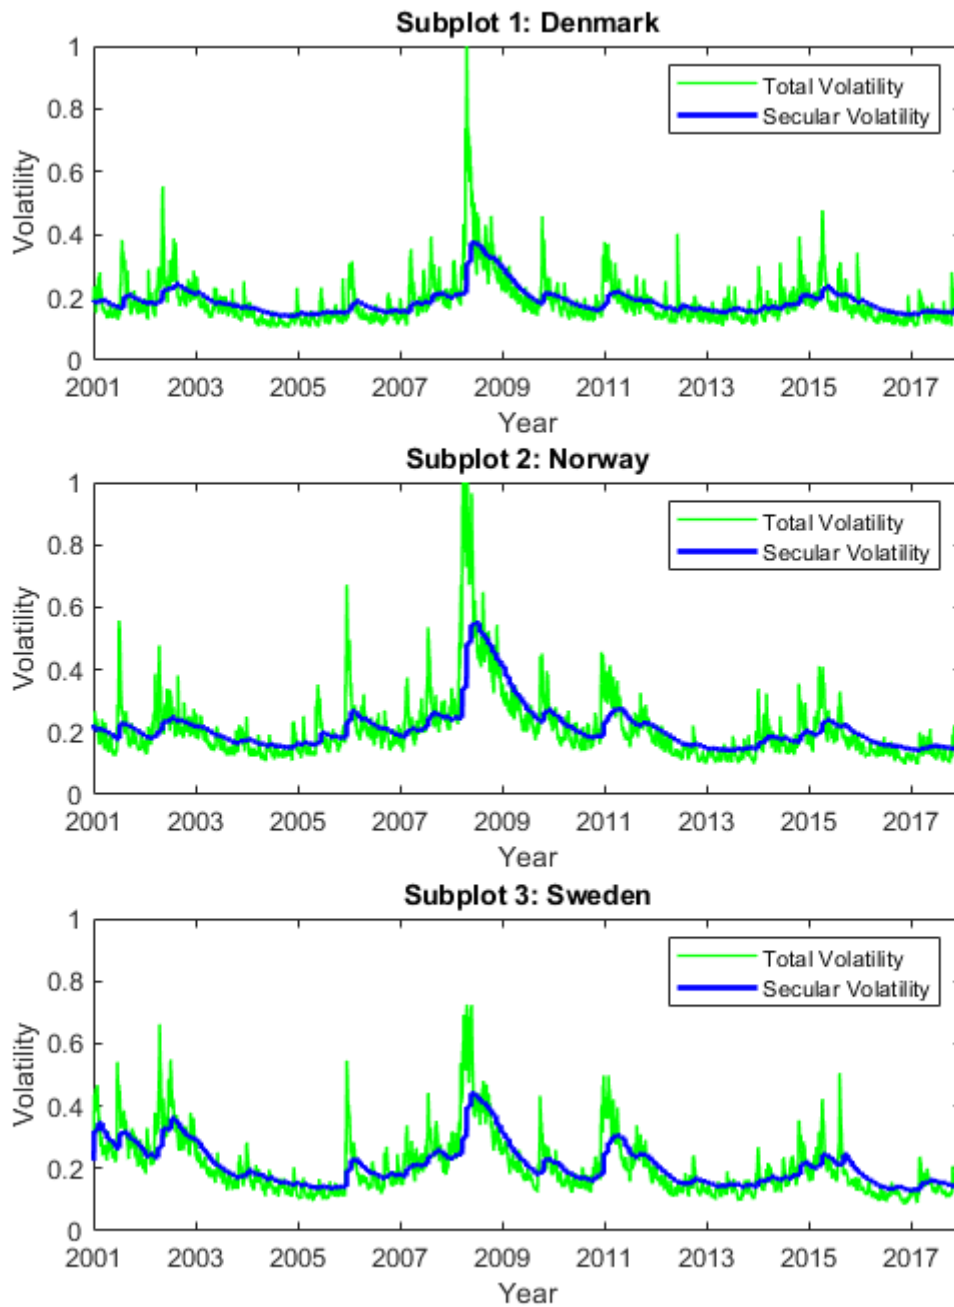 Subplot 1: Denmark
1
0.8
0.6
0.4
0.2
0
Volatility
Total Volatility
Secular Volatility
2001 2003 2005 2007 2009 2011 2013 2015 2017
Year
Subplot 2: Norway
1
0.8
0.6
0.4
0.2
0
Volatility
Total Volatility
Secular Volatility
2001 2003 2005 2007 2009 2011 2013 2015 2017
Year
Subplot 3: Sweden
1
0.8
0.6
0.4
0.2
0
Volatility
Total Volatility
Secular Volatility
2001 2003 2005 2007 2009 2011 2013 2015 2017
Year